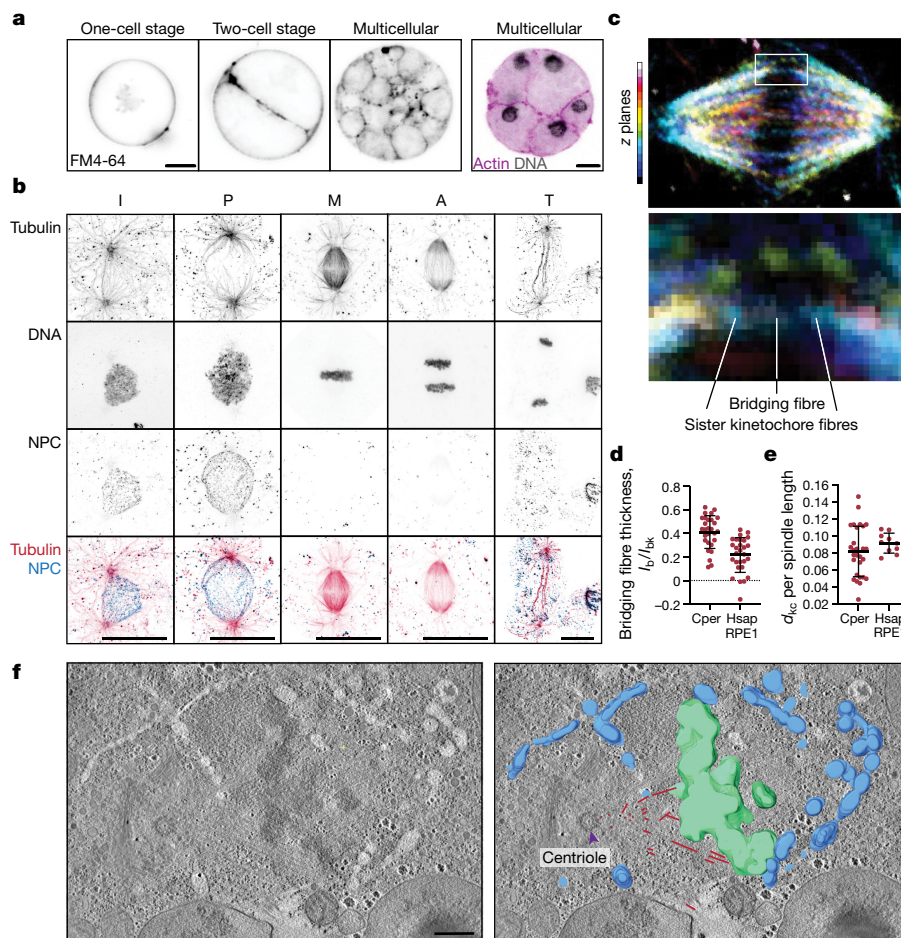 a
One-cell stage Two-cell stage Multicellular Multicellular
FM4-64
Actin DNA
b
I P M A T
Tubulin
DNA
NPC
Tubulin
NPC
c
z planes
Bridging fibre
Sister kinetochore fibres
d
Bridging fibre thickness,
Ib/Ibk
0.8
0.6
0.4
0.2
0
−0.2
Cper Hsap
RPE1
e
dkc per spindle length
0.16
0.14
0.12
0.10
0.08
0.06
0.04
0.02
Cper Hsap
RPE1
f
Centriole